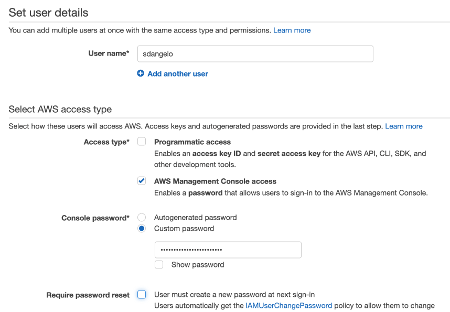 Set user details
You can add multiple users at once with the same access type and permissions. Learn more
User name* sdangelo
Add another user
Select AWS access type
Select how these users will access AWS. Access keys and autogenerated passwords are provided in the last step. Learn more
Access type* Programmatic access
Enables an access key ID and secret access key for the AWS API, CLI, SDK, and
other development tools.
AWS Management Console access
Enables a password that allows users to sign-in to the AWS Management Console.
Console password* Autogenerated password
Custom password
••••••••••••••••••••••••
Show password
Require password reset User must create a new password at next sign-in
Users automatically get the IAMUserChangePassword policy to allow them to change